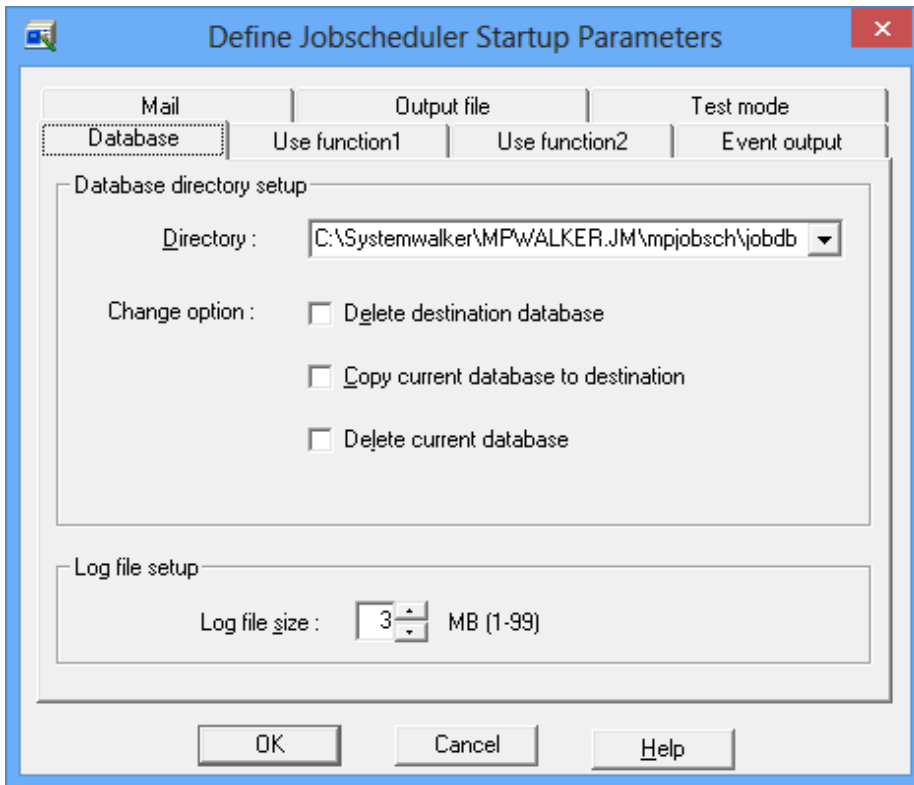 Define Jobscheduler Startup Parameters
Mail Output file Test mode
Database Use function1 Use function2 Event output
Database directory setup
Directory : C:\Systemwalker\MPWALKER.JM\mpjobsch\jobdb
Change option : Delete destination database
Copy current database to destination
Delete current database
Log file setup
Log file size : 3 MB (1-99)
OK Cancel Help